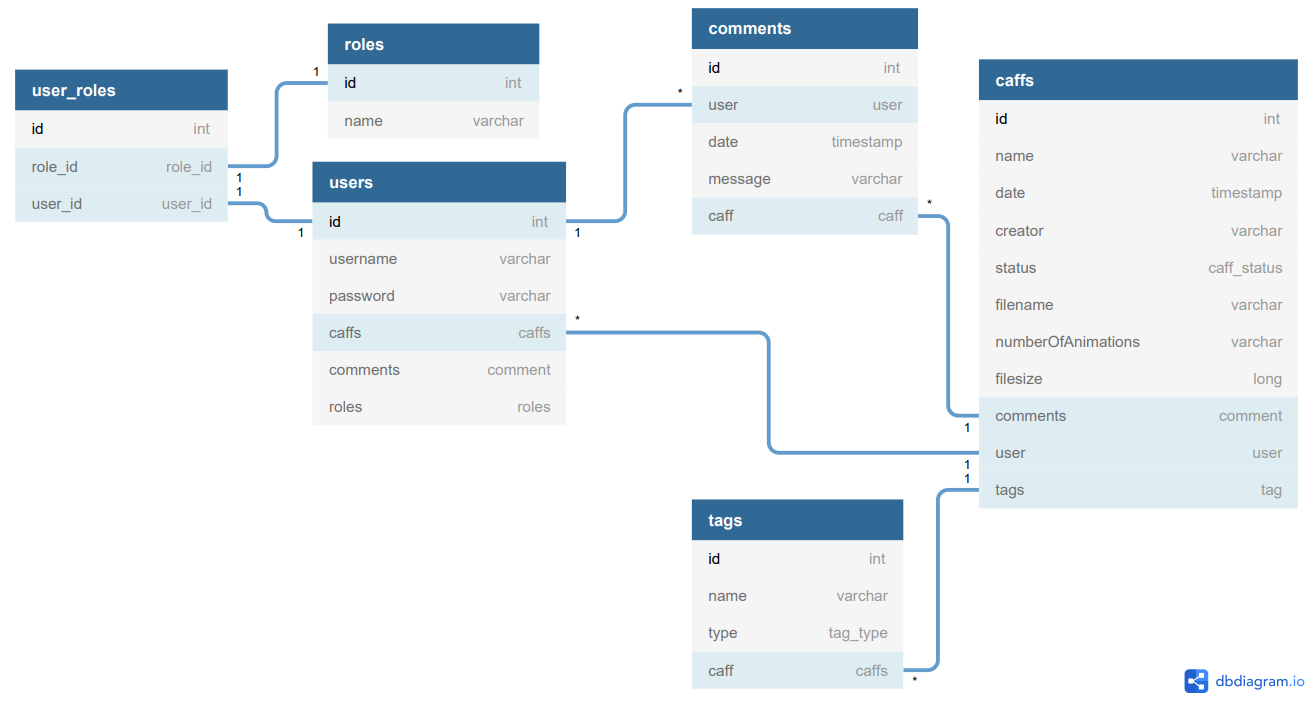 user_roles
id int
role_id role_id
user_id user_id
1
1
1
1
roles
id int
name varchar
users
id int
username varchar
password varchar
caffs caffs
comments comment
roles roles
1
*
*
comments
id int
user user
date timestamp
message varchar
caff caff
*
caffs
id int
name varchar
date timestamp
creator varchar
status caff_status
filename varchar
numberOfAnimations varchar
filesize long
comments comment
user user
tags tag
1
1
1
tags
id int
name varchar
type tag_type
caff caffs
*
dbdiagram.io